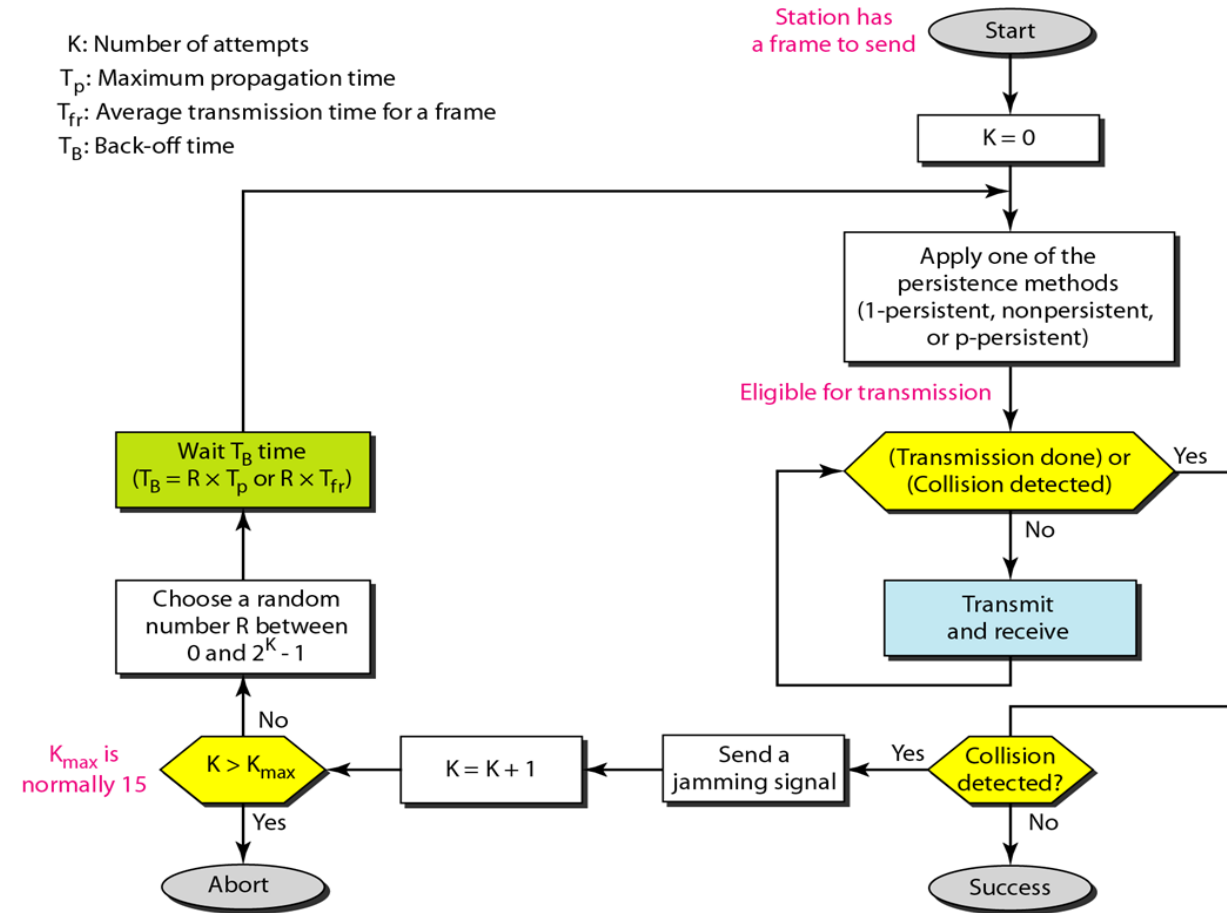 K: Number of attempts
Tp: Maximum propagation time
Tfr: Average transmission time for a frame
TB: Back-off time
Station has
a frame to send
Start
K = 0
Apply one of the
persistence methods
(1-persistent, nonpersistent,
or p-persistent)
Eligible for transmission
(Transmission done) or
(Collision detected)
Yes
No
Transmit
and receive
Wait TB time
(TB = R × Tp or R × Tfr)
Choose a random
number R between
0 and 2^K - 1
No
Kmax is
normally 15
K > Kmax
Yes
Abort
K = K + 1
Send a
jamming signal
Yes
Collision
detected?
No
Success